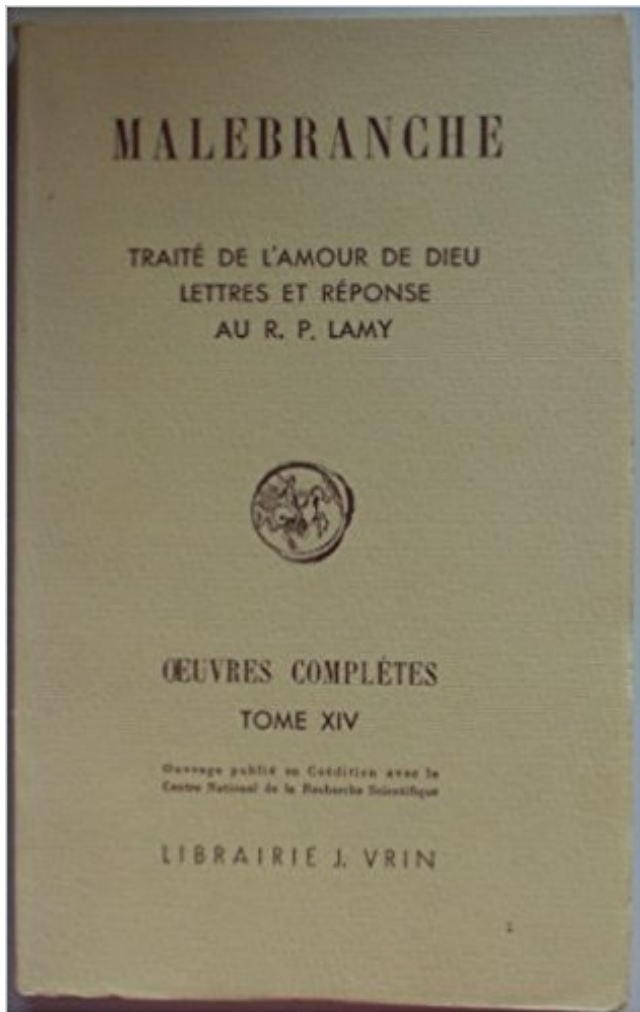 MALEBRANCHE
TRAITÉ DE L'AMOUR DE DIEU
LETTRES ET RÉPONSE
AU R. P. LAMY
ŒUVRES COMPLÈTES
TOME XIV
Ouvrage publié en Coédition avec le
Centre National de la Recherche Scientifique
LIBRAIRIE J. VRIN